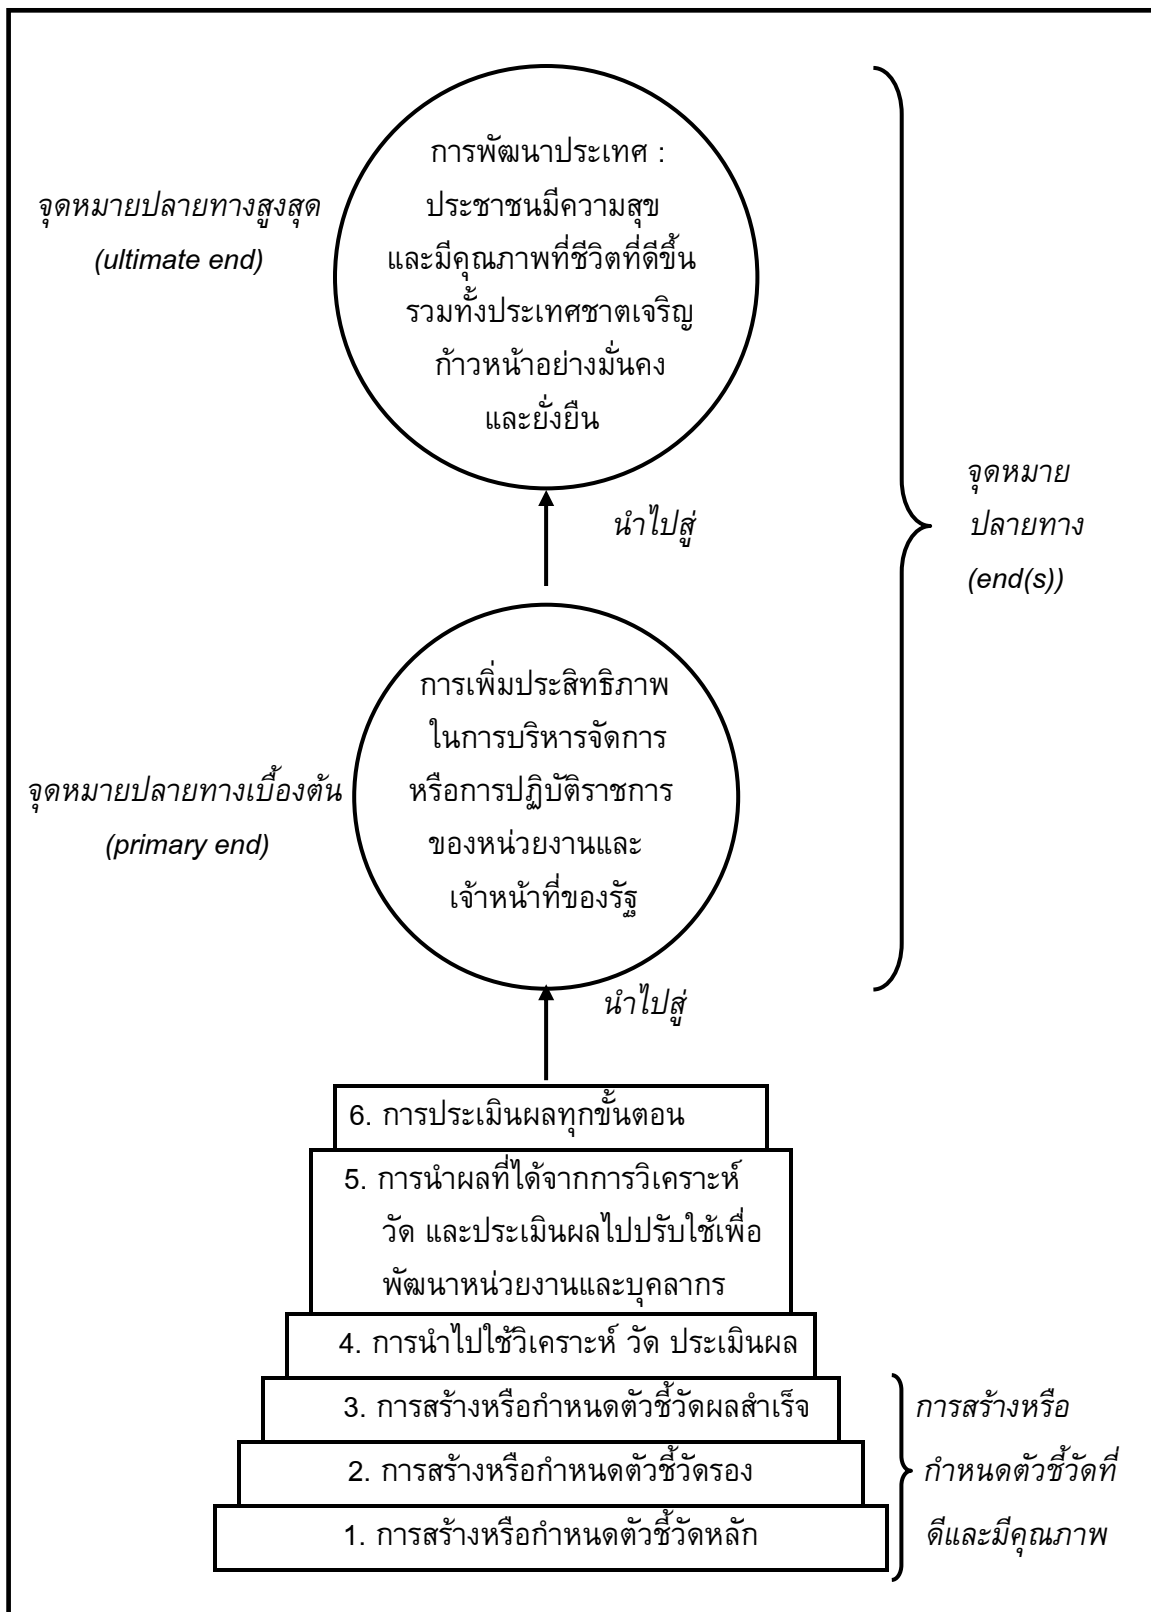 การพัฒนาประเทศ :
ประชาชนมีความสุข
และมีคุณภาพที่ชีวิตที่ดีขึ้น
รวมทั้งประเทศชาตเจริญ
ก้าวหน้าอย่างมั่นคง
และยั่งยืน
จุดหมายปลายทางสูงสุด
(ultimate end)
จุดหมาย
ปลายทาง
(end(s))
นำไปสู่
การเพิ่มประสิทธิภาพ
ในการบริหารจัดการ
หรือการปฏิบัติราชการ
ของหน่วยงานและ
เจ้าหน้าที่ของรัฐ
จุดหมายปลายทางเบื้องต้น
(primary end)
นำไปสู่
6. การประเมินผลทุกขั้นตอน
5. การนำผลที่ได้จากการวิเคราะห์
วัด และประเมินผลไปปรับใช้เพื่อ
พัฒนาหน่วยงานและบุคลากร
4. การนำไปใช้วิเคราะห์ วัด ประเมินผล
3. การสร้างหรือกำหนดตัวชี้วัดผลสำเร็จ
2. การสร้างหรือกำหนดตัวชี้วัดรอง
1. การสร้างหรือกำหนดตัวชี้วัดหลัก
การสร้างหรือ
กำหนดตัวชี้วัดที่
ดีและมีคุณภาพ